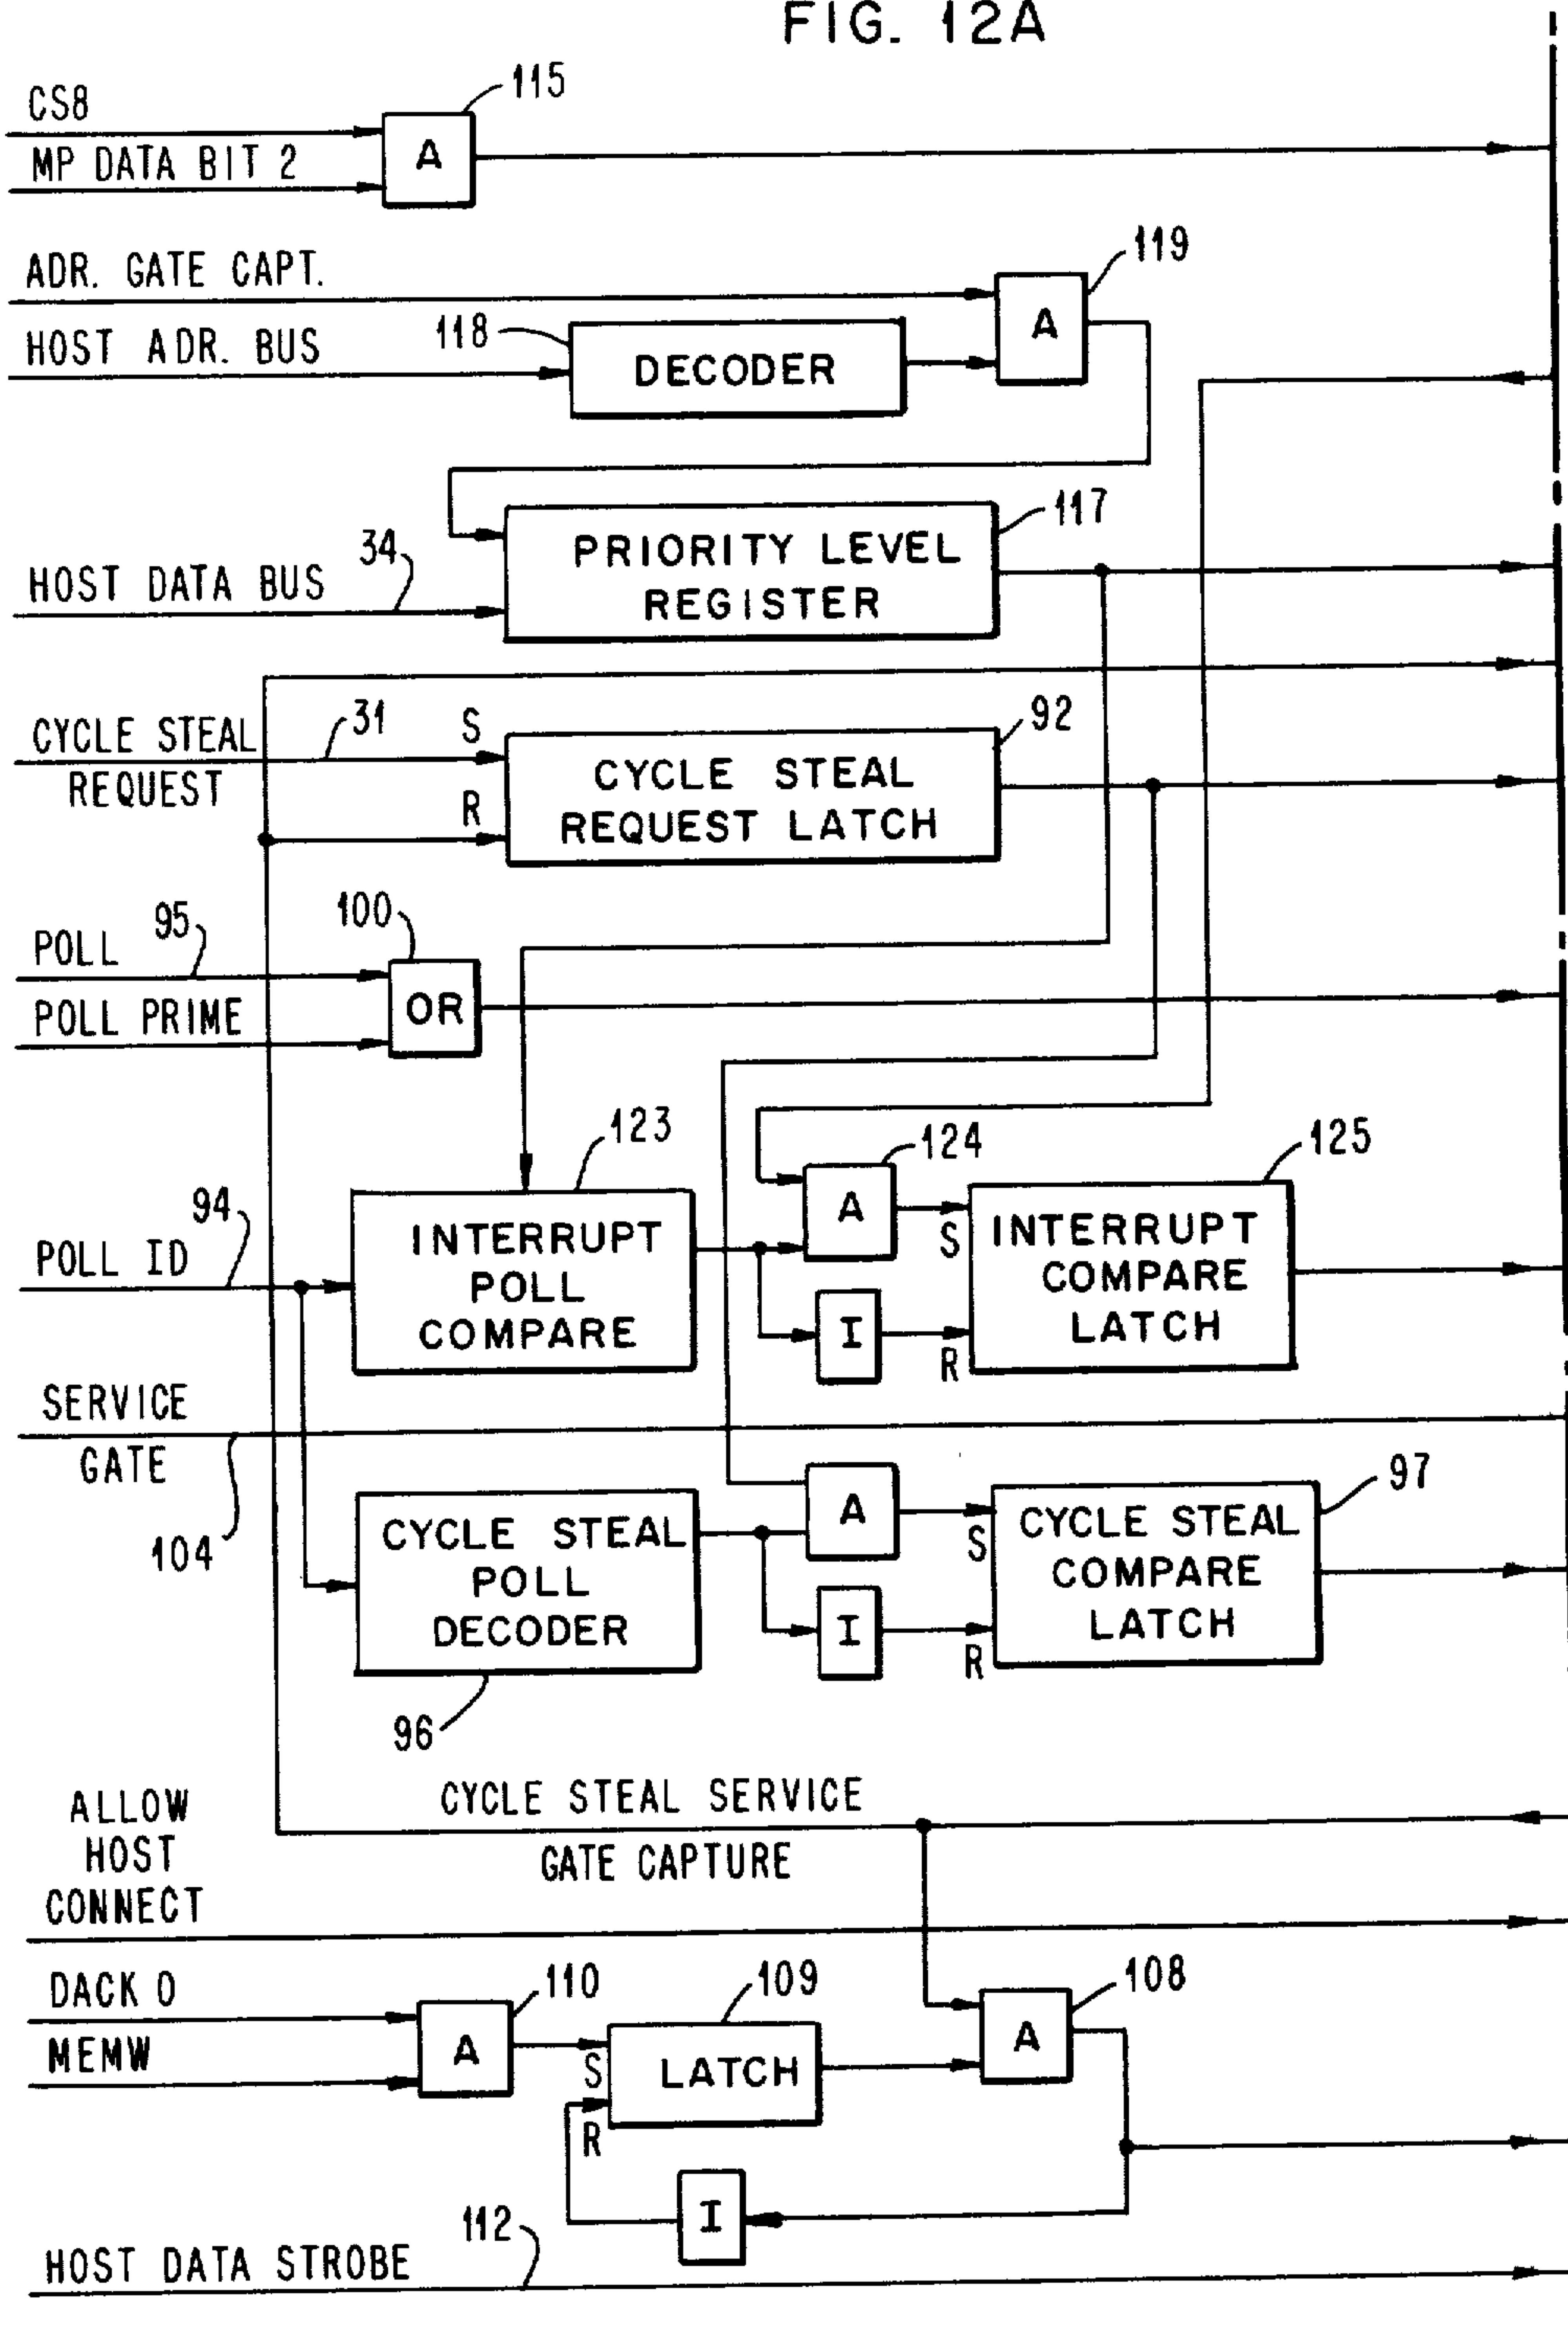 FIG. 12A
CS8
115
A
MP DATA BIT 2
ADR. GATE CAPT.
119
A
HOST ADR. BUS
118
DECODER
117
PRIORITY LEVEL
REGISTER
34
HOST DATA BUS
CYCLE STEAL
REQUEST
31
S
R
92
CYCLE STEAL
REQUEST LATCH
POLL
95
100
OR
POLL PRIME
123
124
125
A
S
94
POLL ID
INTERRUPT
POLL
COMPARE
INTERRUPT
COMPARE
LATCH
I
R
SERVICE
GATE
104
A
97
S
CYCLE STEAL
POLL
DECODER
CYCLE STEAL
COMPARE
LATCH
I
R
96
ALLOW
HOST
CONNECT
CYCLE STEAL SERVICE
GATE CAPTURE
DACK 0
MEMW
110
A
109
S
LATCH
R
108
A
I
112
HOST DATA STROBE